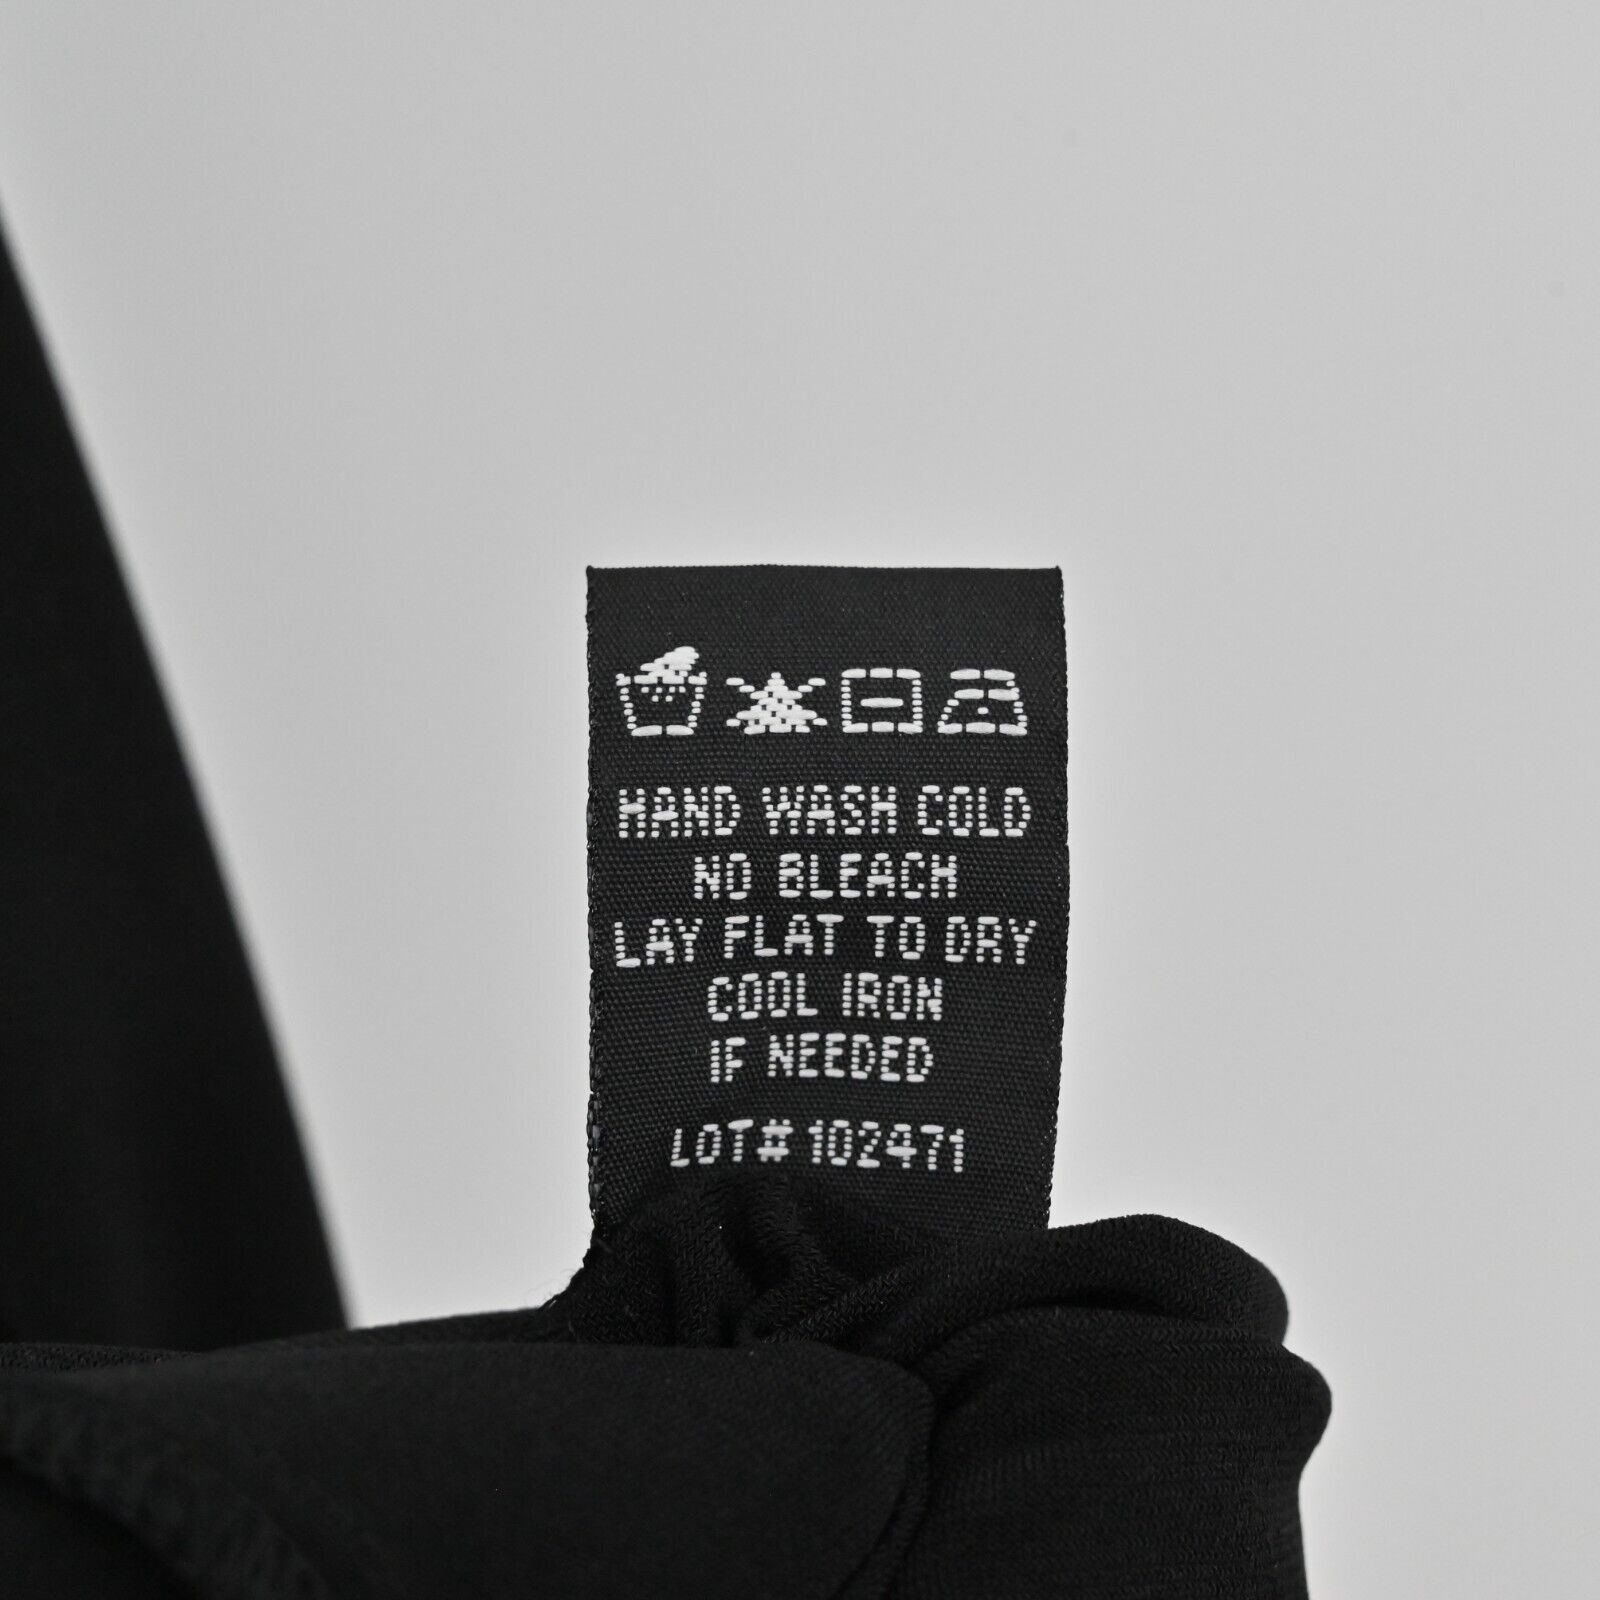 HAND WASH COLD
NO BLEACH
LAY FLAT TO DRY
COOL IRON
IF NEEDED
LOT# 102471